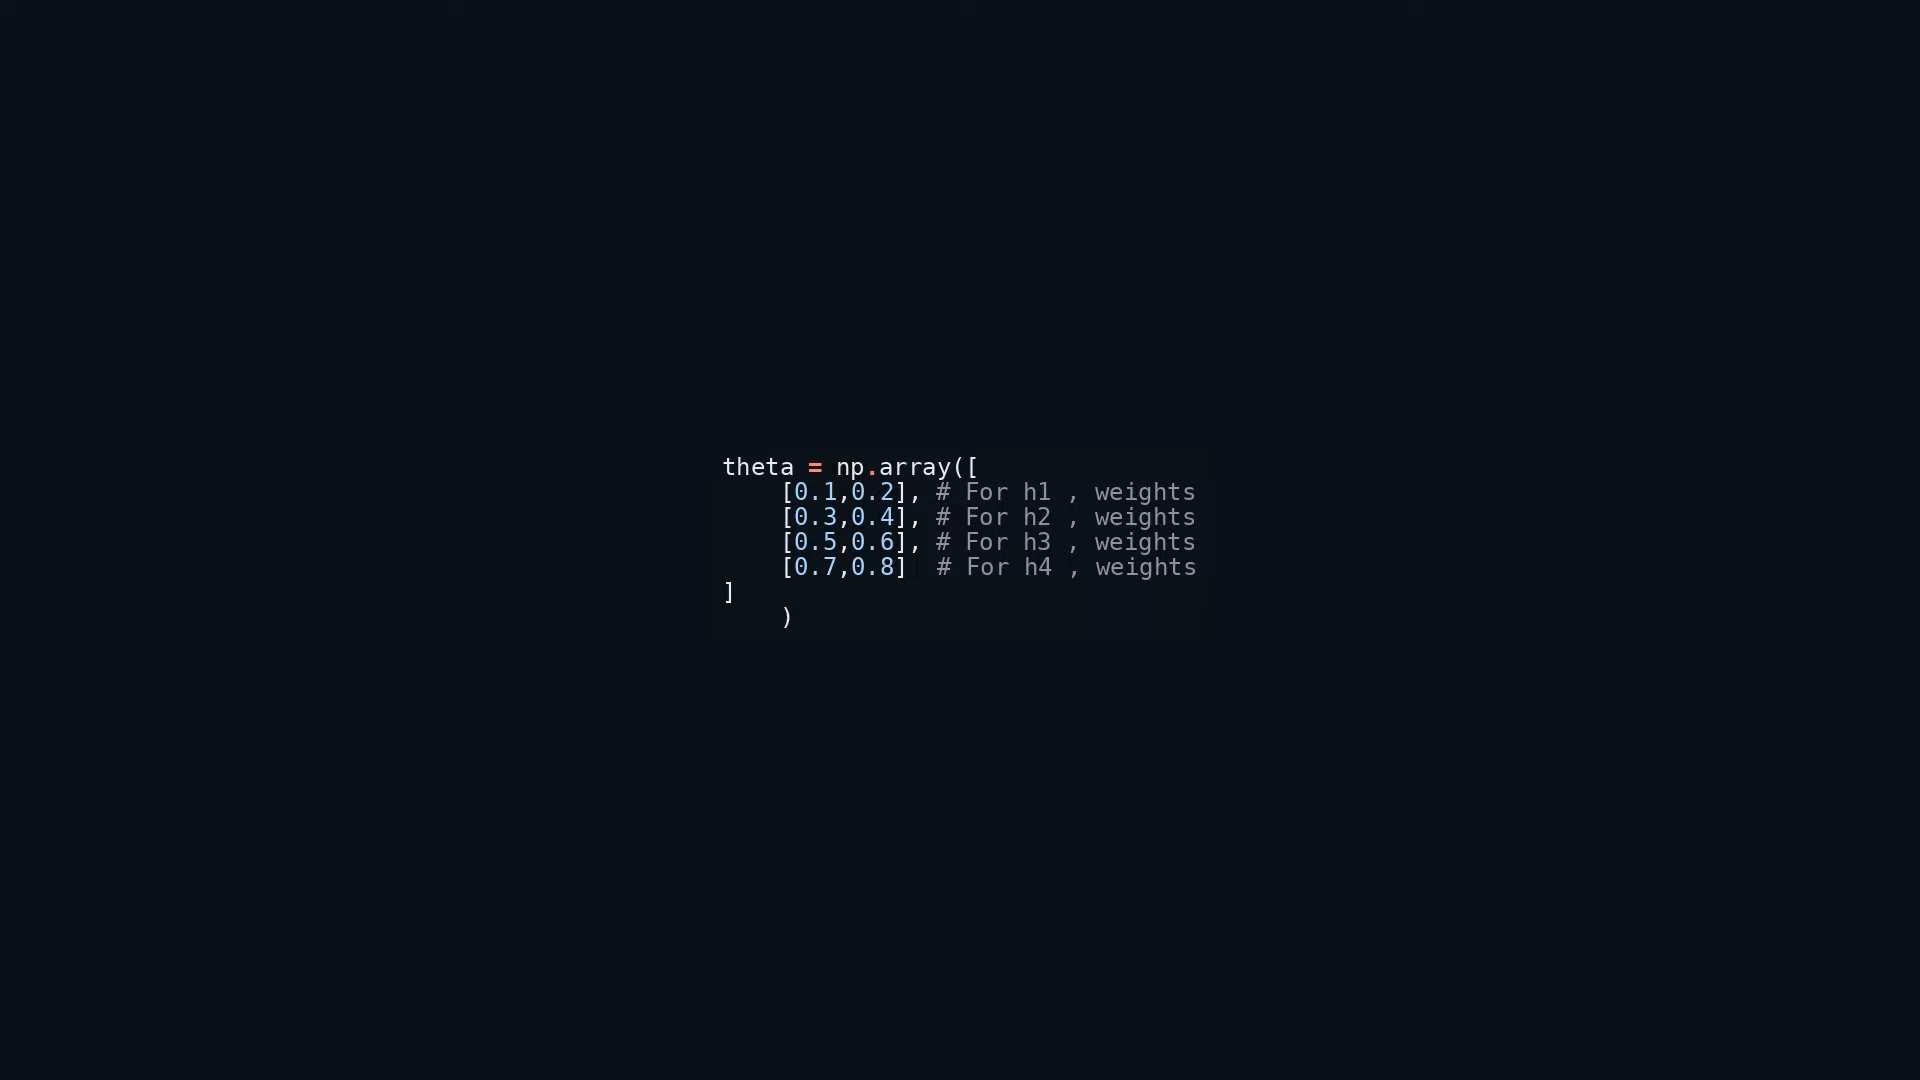 theta = np.array([
    [0.1,0.2], # For h1 , weights
    [0.3,0.4], # For h2 , weights
    [0.5,0.6], # For h3 , weights
    [0.7,0.8]  # For h4 , weights
]
    )